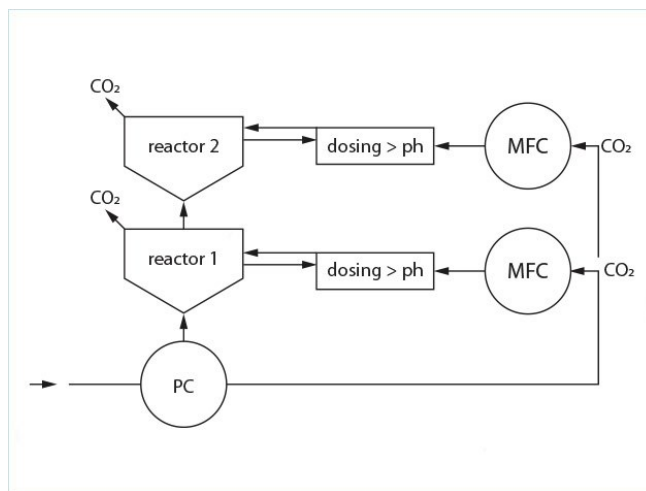 CO₂
reactor 2
dosing > ph
MFC
CO₂
CO₂
reactor 1
dosing > ph
MFC
CO₂
PC